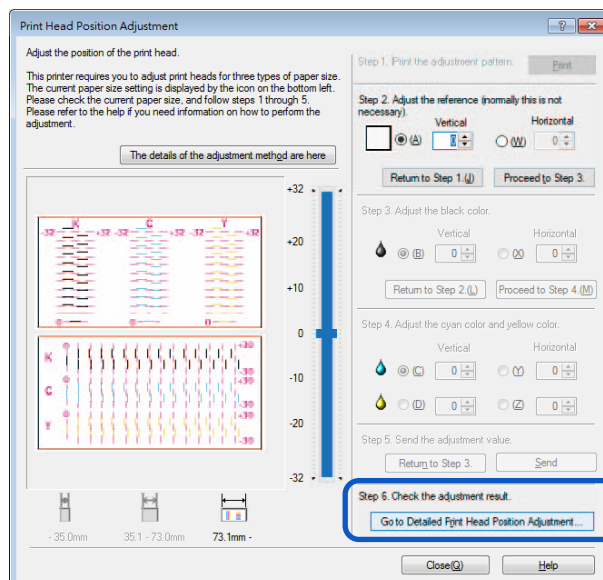 Print Head Position Adjustment
Adjust the position of the print head.
This printer requires you to adjust print heads for three types of paper size.
The current paper size setting is displayed by the icon on the bottom left.
Please check the current paper size, and follow steps 1 through 5.
Please refer to the help if you need information on how to perform the
adjustment.
The details of the adjustment method are here
K C Y
-32 +32 -32 +32 -32 +32
K
C
Y
+30
-30
+30
-30
+30
-30
+32
+20
+10
0
-10
-20
-32
- 35.0mm
35.1 - 73.0mm
73.1mm -
Step 1. Print the adjustment pattern.
Print
Step 2. Adjust the reference (normally this is not
necessary).
Vertical Horizontal
(A) 0 (W) 0
Return to Step 1.(J) Proceed to Step 3.
Step 3. Adjust the black color.
Vertical Horizontal
(B) 0 (X) 0
Return to Step 2.(L) Proceed to Step 4.(M)
Step 4. Adjust the cyan color and yellow color.
Vertical Horizontal
(C) 0 (Y) 0
(D) 0 (Z) 0
Step 5. Send the adjustment value.
Return to Step 3. Send
Step 6. Check the adjustment result.
Go to Detailed Print Head Position Adjustment...
Close(Q) Help